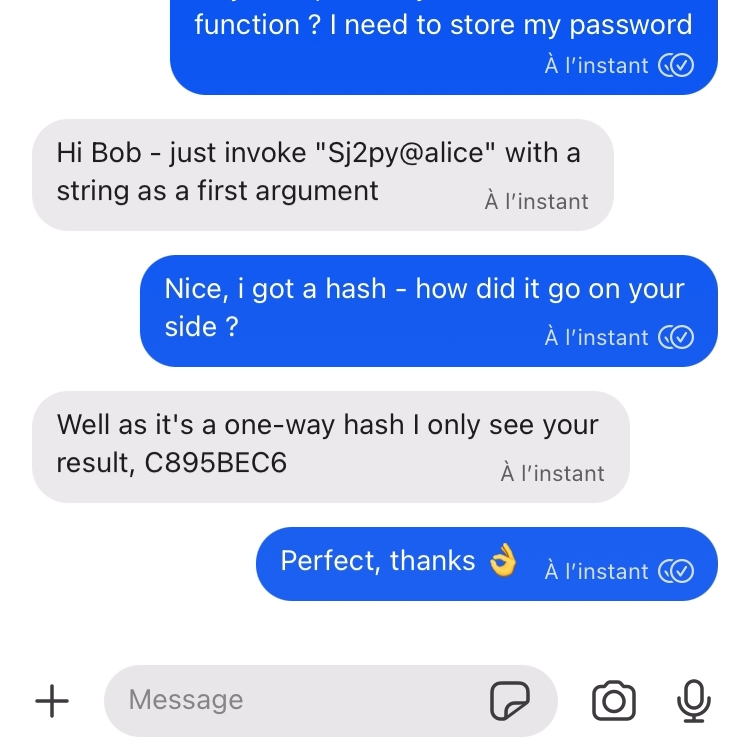 function ? I need to store my password
À l’instant
Hi Bob - just invoke "Sj2py@alice" with a
string as a first argument
À l’instant
Nice, i got a hash - how did it go on your
side ?
À l’instant
Well as it's a one-way hash I only see your
result, C895BEC6
À l’instant
Perfect, thanks 👌
À l’instant
Message